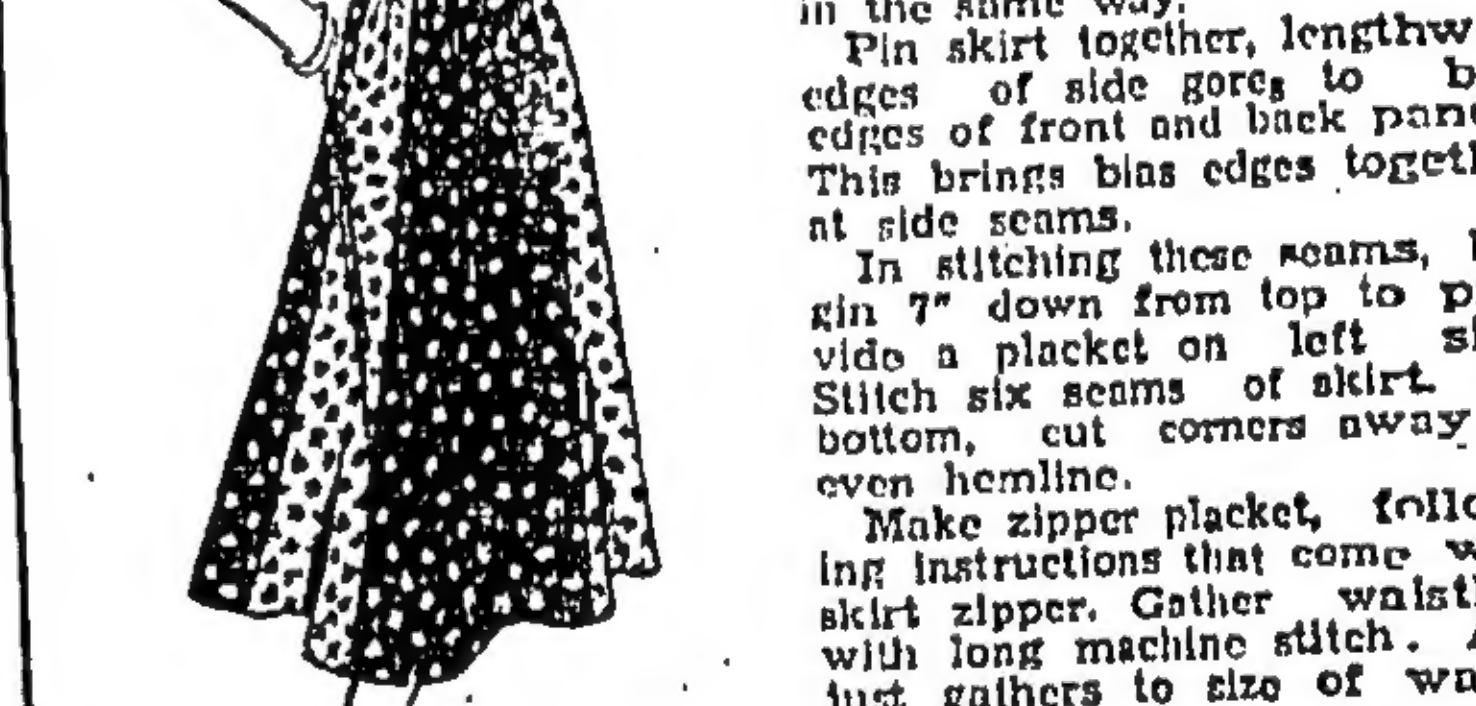 in the same way.
Pin skirt together, lengthw
edges of side gores to b
edges of front and back pan
This brings bias edges togeth
at side seams.
In stitching these seams,
gin 7" down from top to p
vide a placket on left s
Stitch six seams of skirt.
bottom, cut corners away
even hemline.
Make zipper placket, follo
ing instructions that come w
skirt zipper. Gather waistl
with long machine stitch. A
just gathers to size of wa